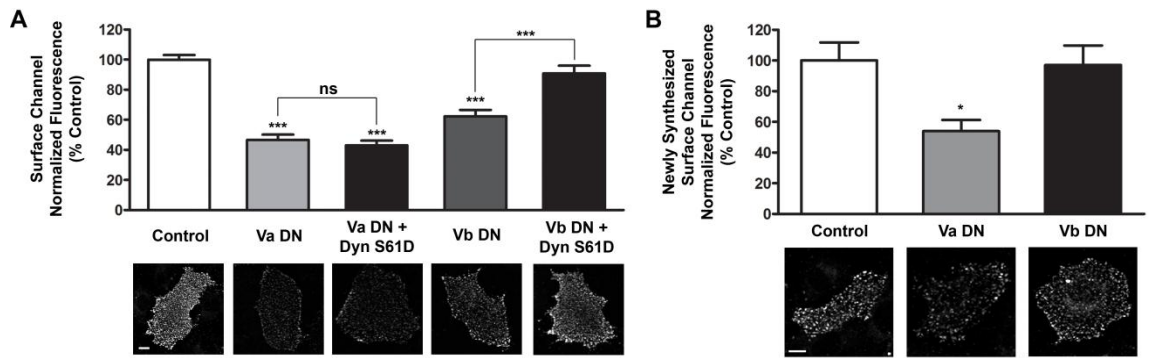 A
Surface Channel
Normalized Fluorescence
(% Control)
120
100
80
60
40
20
0
***
ns
***
***
***
Control
Va DN
Va DN +
Dyn S61D
Vb DN
Vb DN +
Dyn S61D
B
Newly Synthesized
Surface Channel
Normalized Fluorescence
(% Control)
120
100
80
60
40
20
0
*
Control
Va DN
Vb DN